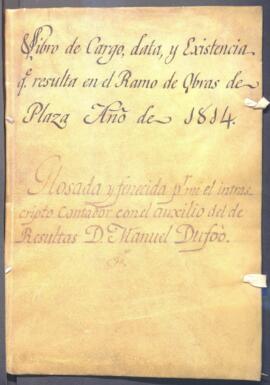 Libro de Cargo, data, y Existencia
q.e resulta en el Ramo de Obras de
Plaza Año de 1814.
Glosada y fenecida p.r mi el infras
cripto Contador con el auxilio del de
Resultas D. Manuel Dufòo.